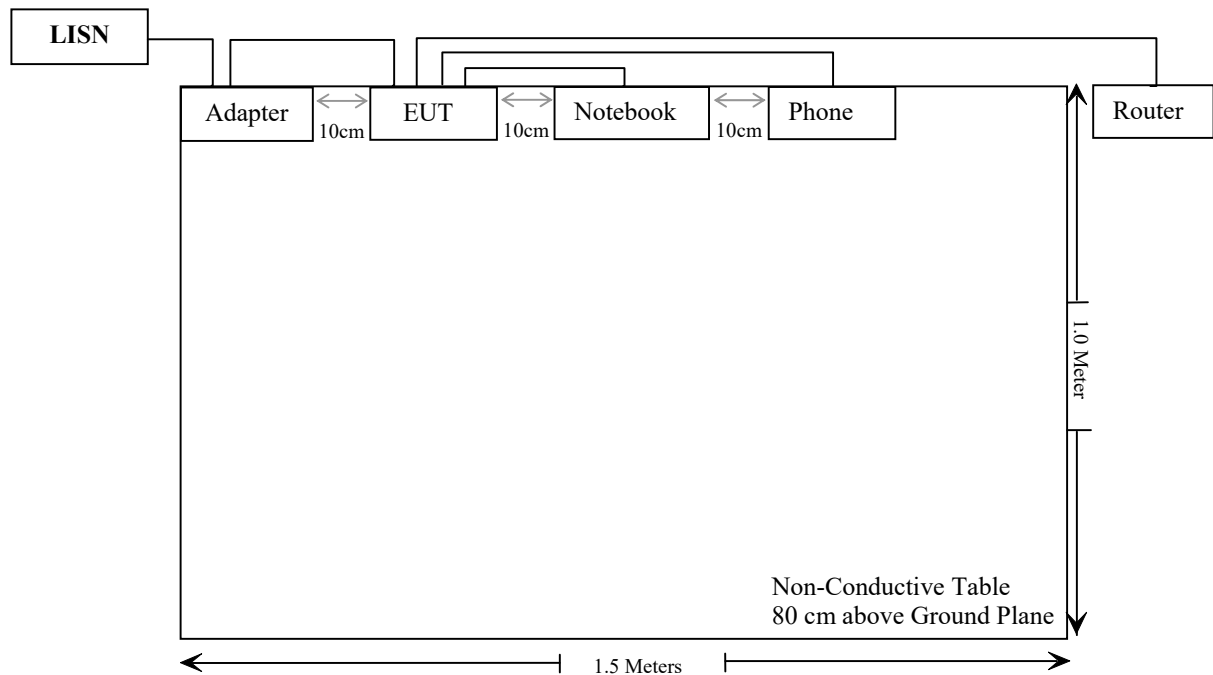 LISN
Adapter
EUT
Notebook
Phone
Router
10cm
10cm
10cm
1.0 Meter
Non-Conductive Table
80 cm above Ground Plane
1.5 Meters